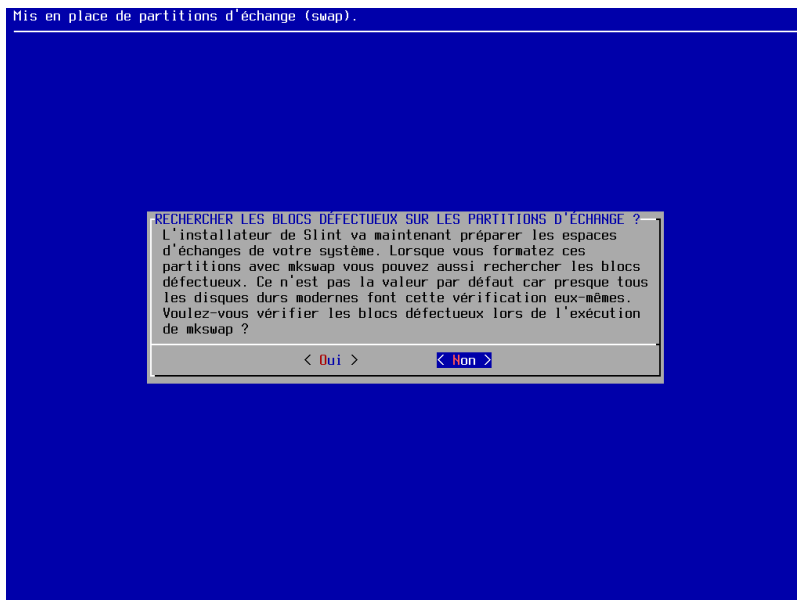 Mis en place de partitions d'échange (swap).
RECHERCHER LES BLOCS DÉFECTUEUX SUR LES PARTITIONS D'ÉCHANGE ?
L'installateur de Slint va maintenant préparer les espaces
d'échanges de votre système. Lorsque vous formatez ces
partitions avec mkswap vous pouvez aussi rechercher les blocs
défectueux. Ce n'est pas la valeur par défaut car presque tous
les disques durs modernes font cette vérification eux-mêmes.
Voulez-vous vérifier les blocs défectueux lors de l'exécution
de mkswap ?
< Oui > < Non >